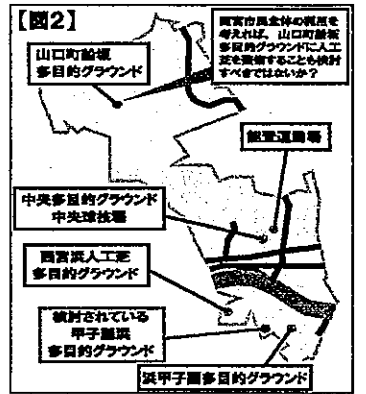 【図2】
西宮市民全体の利用を
考えれば、山口町船坂
多目的グラウンドに人工
芝を整備することも検討
すべきではないか？
山口町船坂
多目的グラウンド
能登運動場
中央多目的グラウンド
中央球技場
西宮浜人工芝
多目的グラウンド
検討されている
甲子園浜
多目的グラウンド
浜甲子園多目的グラウンド